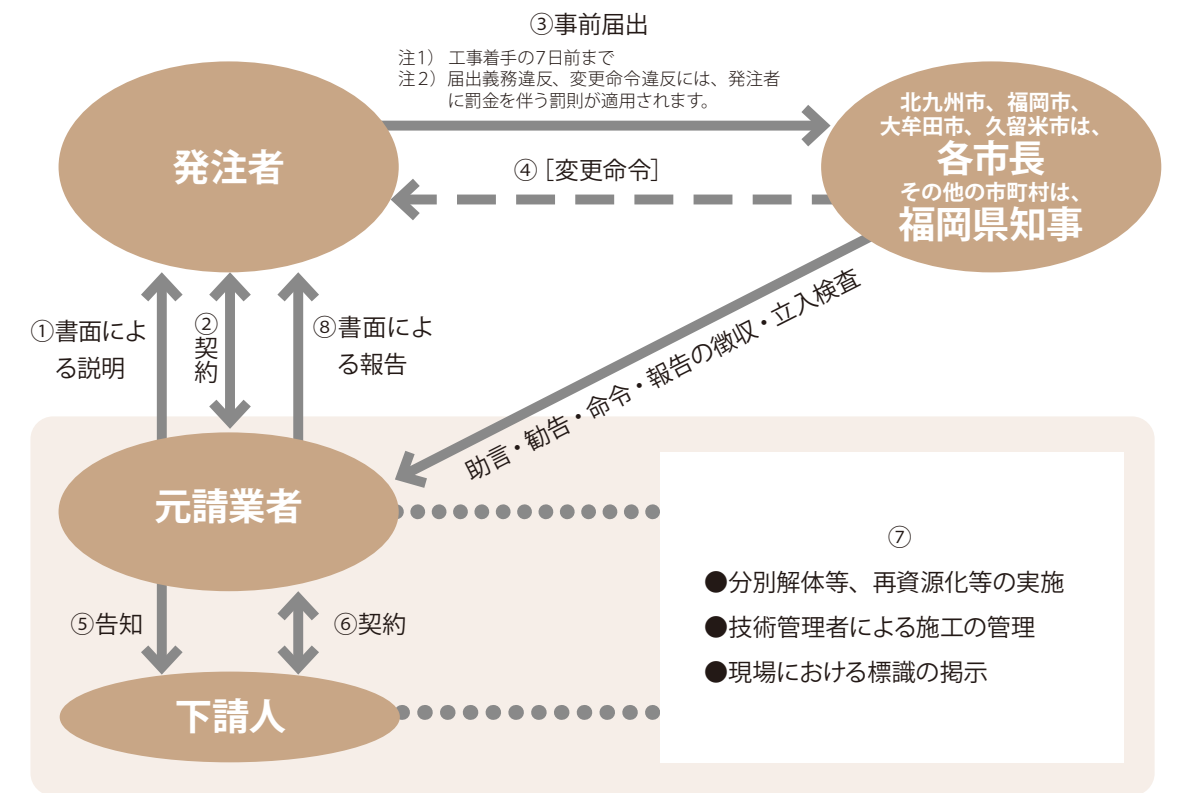 ③事前届出
注1） 工事着手の7日前まで
注２）届出義務違反、変更命令違反には、発注者
に罰金を伴う罰則が適用されます。
発注者
④［変更命令］
北九州市、福岡市、
大牟田市、久留米市は、
各市長
その他の市町村は、
福岡県知事
①書面によ
る説明
②契約
⑧書面によ
る報告
助言・勧告・命令・報告の徴収・立入検査
元請業者
⑤告知
⑥契約
下請人
⑦
●分別解体等、再資源化等の実施
●技術管理者による施工の管理
●現場における標識の掲示